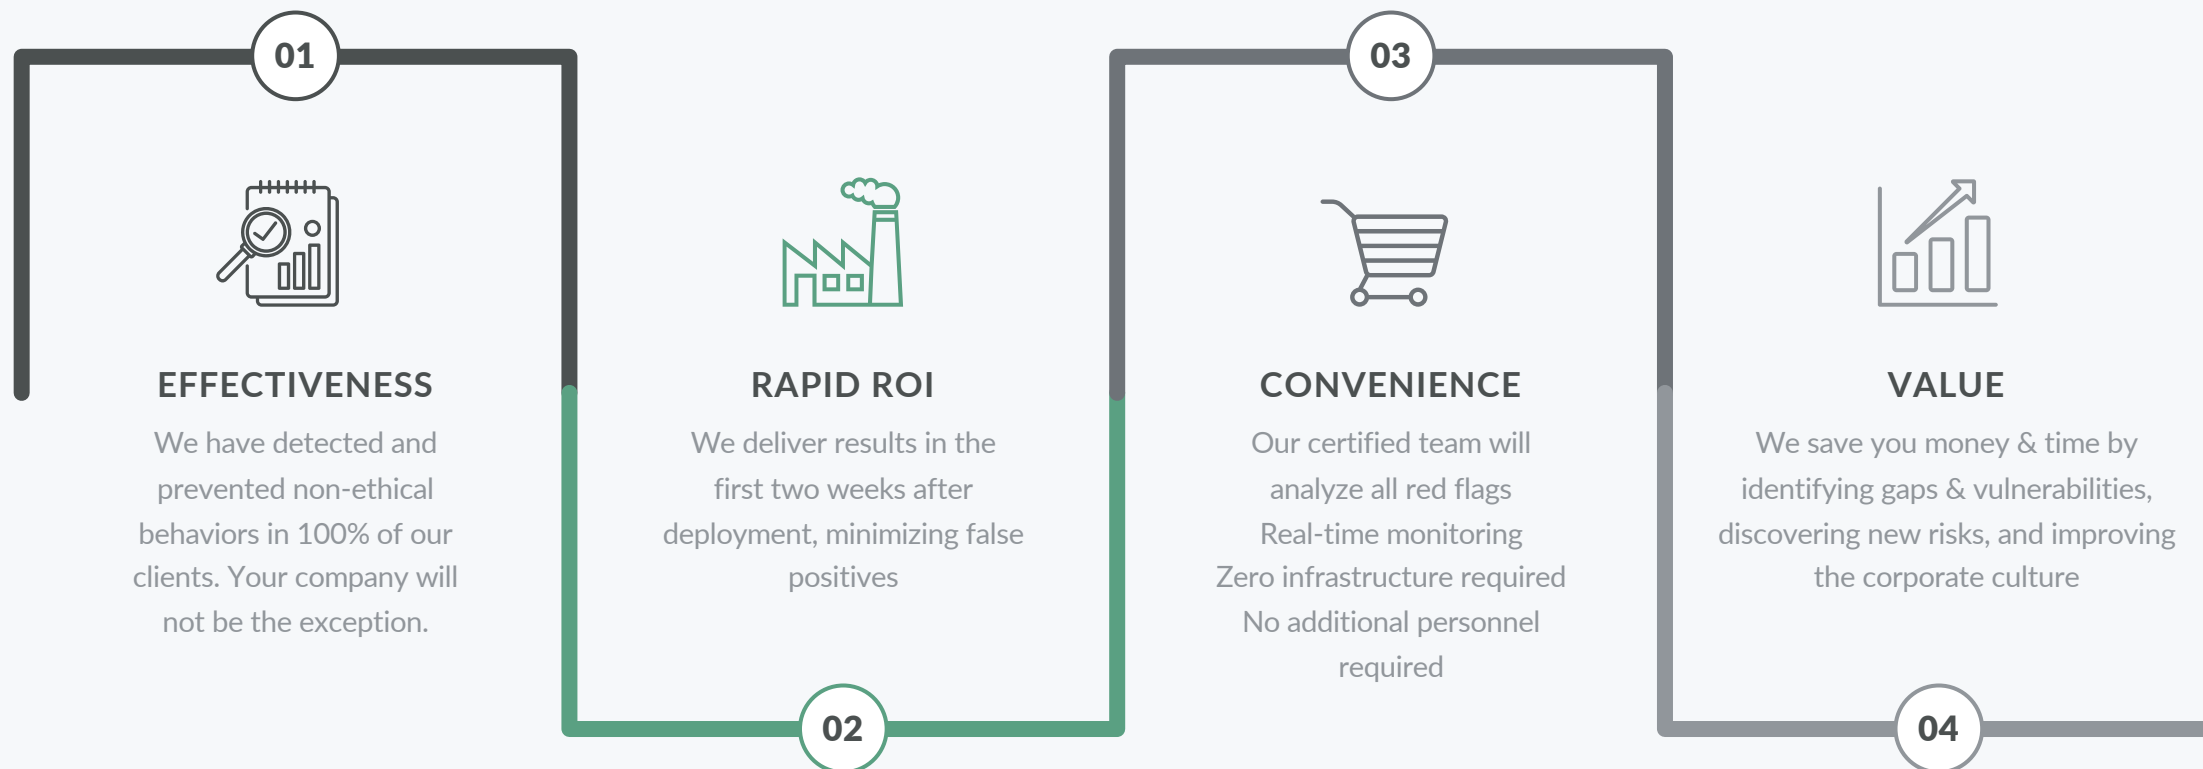 01
EFFECTIVENESS
We have detected and
prevented non-ethical
behaviors in 100% of our
clients. Your company will
not be the exception.
02
RAPID ROI
We deliver results in the
first two weeks after
deployment, minimizing false
positives
03
CONVENIENCE
Our certified team will
analyze all red flags
Real-time monitoring
Zero infrastructure required
No additional personnel
required
04
VALUE
We save you money & time by
identifying gaps & vulnerabilities,
discovering new risks, and improving
the corporate culture